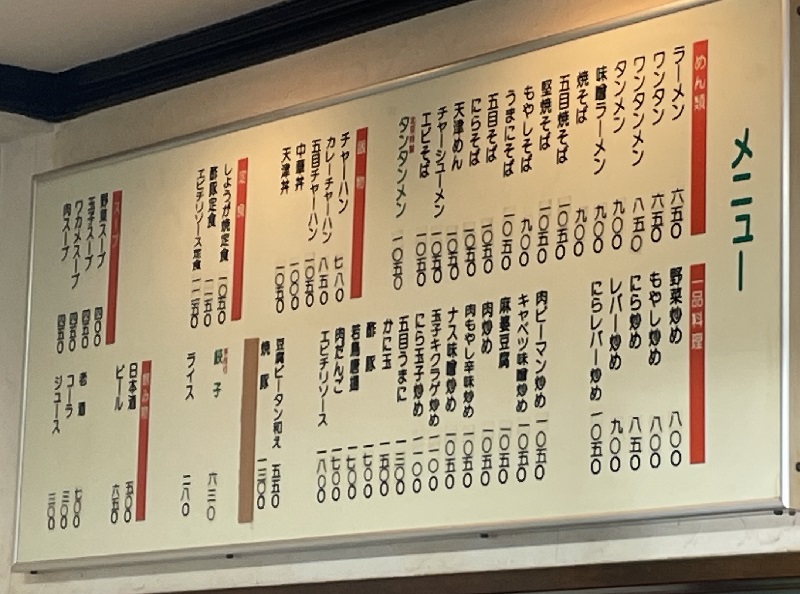 メニュー
めん類
ラーメン 六五〇
ワンタン 六五〇
ワンタンメン 八五〇
タンメン 九〇〇
味噌ラーメン 九〇〇
焼そば 九〇〇
五目焼そば 一〇五〇
堅焼そば 一〇五〇
もやしそば 九〇〇
うまにそば 一〇五〇
五目そば 一〇五〇
にらそば 一〇五〇
天津めん 一〇五〇
チャーシューメン 一〇五〇
エビそば 一〇五〇
タンタンメン 一〇五〇
飯物
チャーハン 七八〇
カレーチャーハン 八五〇
五目チャーハン 一〇五〇
中華丼 一〇〇〇
天津丼 一〇五〇
定食
しょうが焼定食 一〇五〇
酢豚定食 一二五〇
エビチリソース定食 一二五〇
スープ
野菜スープ 四〇〇
玉子スープ 四五〇
ワカメスープ 四五〇
肉スープ 四五〇
一品料理
野菜炒め 八〇〇
もやし炒め 八〇〇
にら炒め 八五〇
レバー炒め 九〇〇
にらレバー炒め 一〇五〇
肉ピーマン炒め 一〇五〇
キャベツ味噌炒め 一〇五〇
麻婆豆腐 一〇五〇
肉炒め 一〇五〇
肉もやし辛味炒め 一〇五〇
ナス味噌炒め 一〇五〇
玉子キクラゲ炒め 一一〇〇
にら玉子炒め 一一〇〇
五目うまに 一三〇〇
かに玉 一五〇〇
酢豚 一七〇〇
若鳥唐揚 一七〇〇
肉だんご 一七〇〇
エビチリソース 一八〇〇
豆腐ピータン和え 五五〇
焼豚 一三〇〇
餃子 六三〇
ライス 二八〇
飲み物
日本酒 五〇〇
ビール 六五〇
老酒 七〇〇
コーラ 三〇〇
ジュース 三〇〇